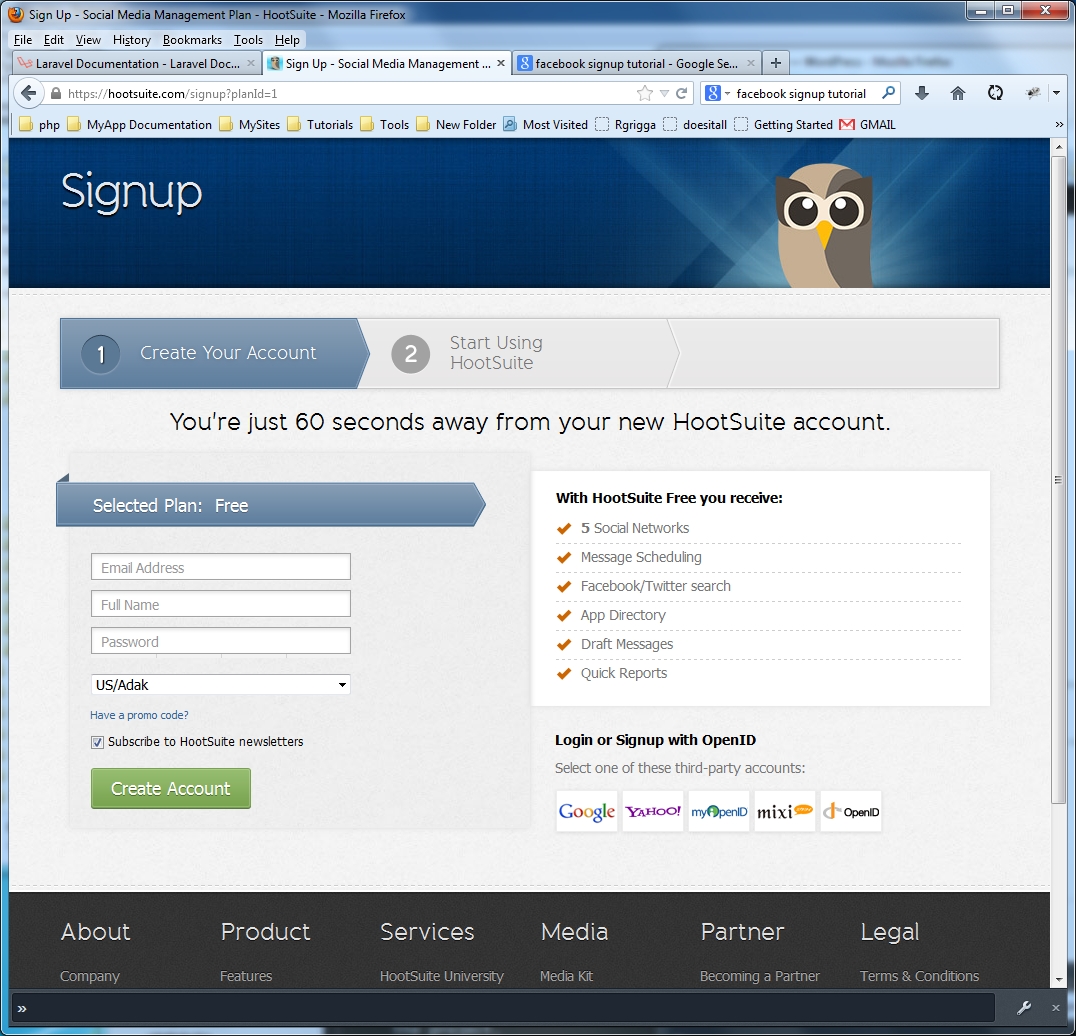 Sign Up - Social Media Management Plan - HootSuite - Mozilla Firefox
File Edit View History Bookmarks Tools Help
Laravel Documentation - Laravel Doc... Sign Up - Social Media Management ... facebook signup tutorial - Google Se...
https://hootsuite.com/signup?planId=1 facebook signup tutorial
php MyApp Documentation MySites Tutorials Tools New Folder Most Visited Rgrigga doesitall Getting Started GMAIL
Signup
1 Create Your Account
2 Start Using
HootSuite
You're just 60 seconds away from your new HootSuite account.
Selected Plan: Free
Email Address
Full Name
Password
US/Adak
Have a promo code?
Subscribe to HootSuite newsletters
Create Account
With HootSuite Free you receive:
5 Social Networks
Message Scheduling
Facebook/Twitter search
App Directory
Draft Messages
Quick Reports
Login or Signup with OpenID
Select one of these third-party accounts:
Google YAHOO! myOpenID mixi OpenID
About Product Services Media Partner Legal
Company Features HootSuite University Media Kit Becoming a Partner Terms & Conditions